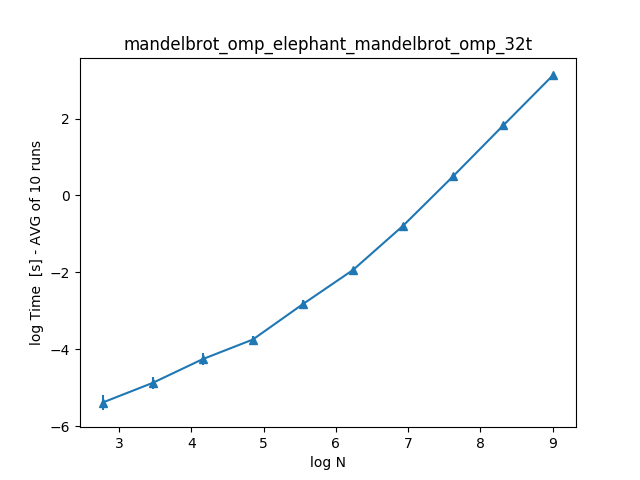 mandelbrot_omp_elephant_mandelbrot_omp_32t
log Time  [s] - AVG of 10 runs
2
0
−2
−4
−6
3 4 5 6 7 8 9
log N